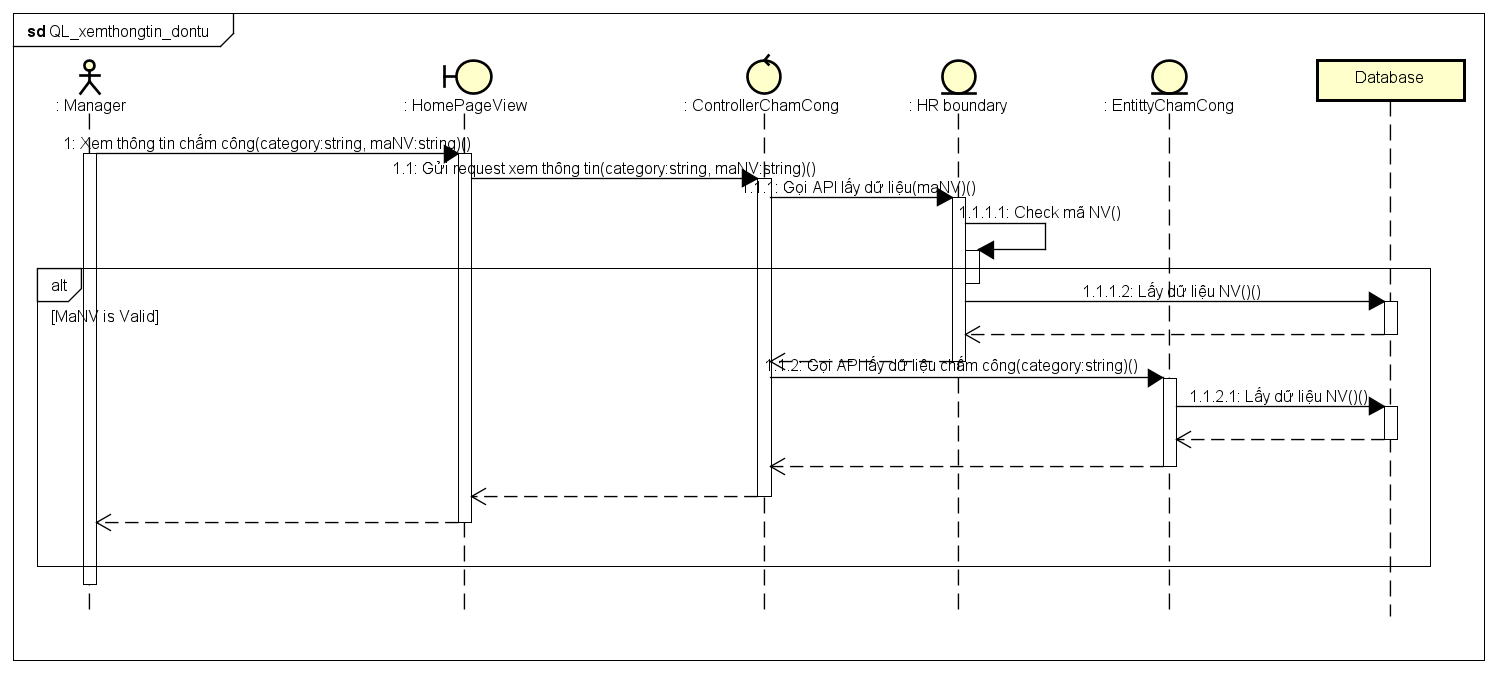 sd QL_xemthongtin_dontu
: Manager
: HomePageView
: ControllerChamCong
: HR boundary
: EntittyChamCong
Database
1: Xem thông tin chấm công(category:string, maNV:string)()
1.1: Gửi request xem thông tin(category:string, maNV:string)()
1.1.1: Gọi API lấy dữ liệu(maNV)()
1.1.1.1: Check mã NV()
alt
[MaNV is Valid]
1.1.1.2: Lấy dữ liệu NV()()
1.1.2: Gọi API lấy dữ liệu chấm công(category:string)()
1.1.2.1: Lấy dữ liệu NV()()